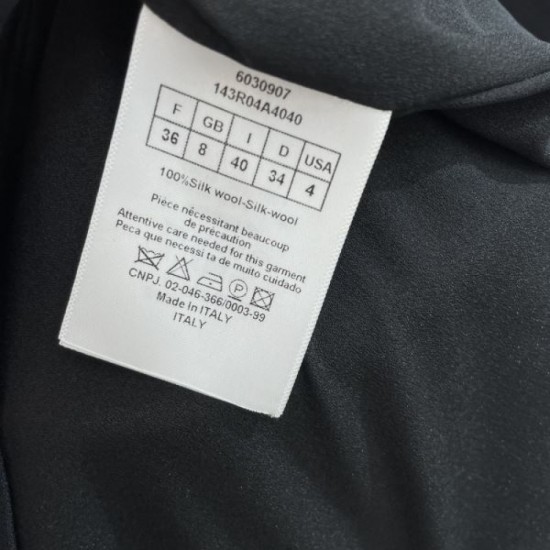 6030907
143R04A4040
F GB I D USA
36 8 40 34 4
100%Silk wool-Silk-wool
Pièce nécessitant beaucoup
de précaution
Attentive care needed for this garment
Peca que necessi ta de muito cuidado
P
CNPJ. 02-046-366/0003-99
Made in ITALY
ITALY